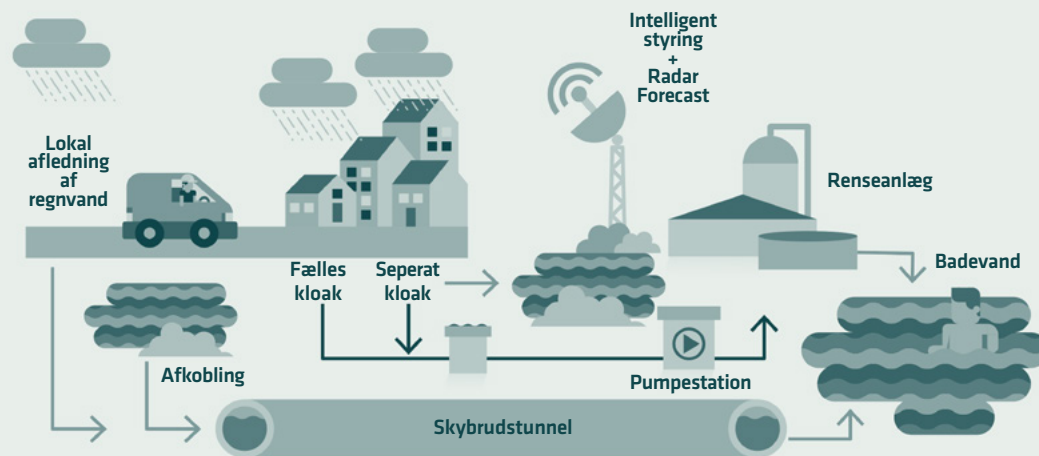 Intelligent
styring
+
Radar
Forecast
Lokal
afledning
af
regnvand
Renseanlæg
Fælles
kloak
Seperat
kloak
Badevand
Afkobling
Pumpestation
Skybrudstunnel